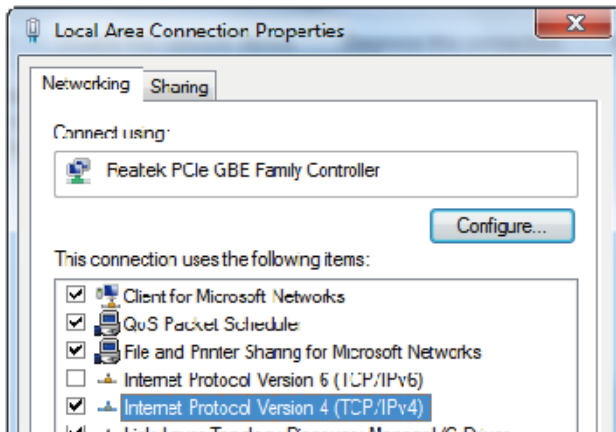 Local Area Connection Properties
Networking Sharing
Connect using:
Realtek PCIe GBE Family Controller
Configure...
This connection uses the following items:
Client for Microsoft Networks
QoS Packet Scheduler
File and Printer Sharing for Microsoft Networks
Internet Protocol Version 6 (TCP/IPv6)
Internet Protocol Version 4 (TCP/IPv4)